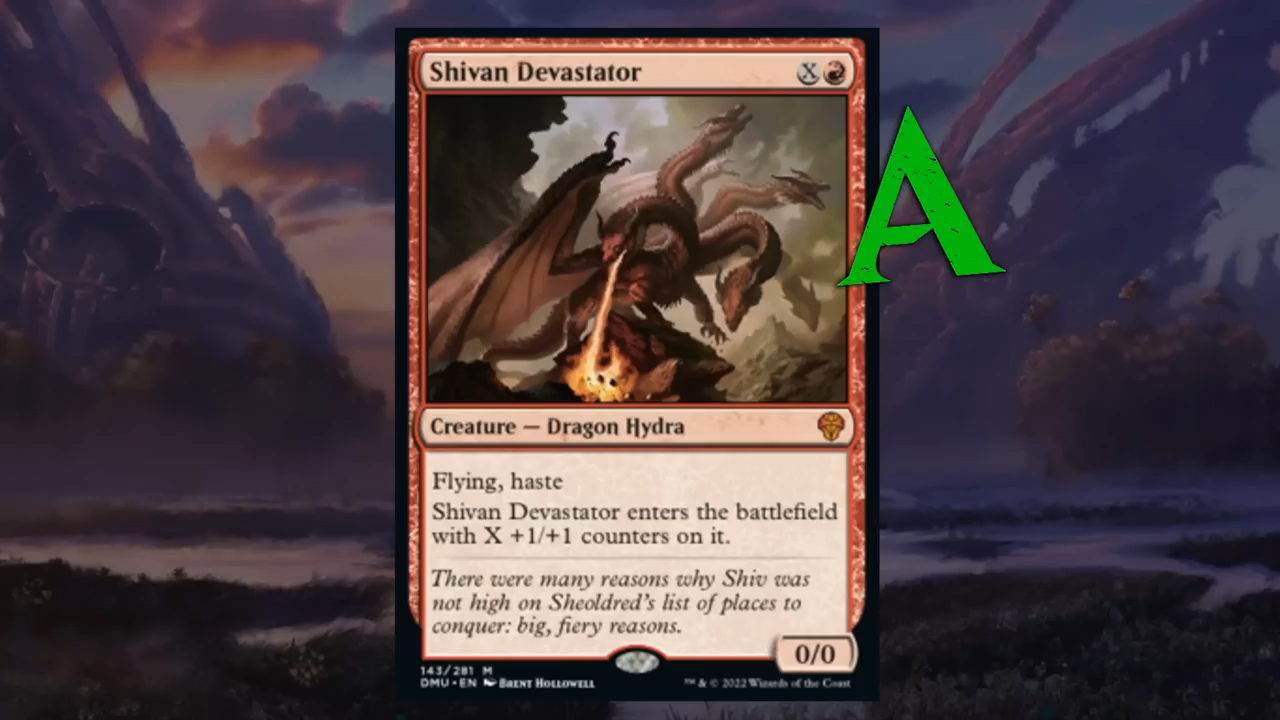 Shivan Devastator
X
A
Creature — Dragon Hydra
Flying, haste
Shivan Devastator enters the battlefield
with X +1/+1 counters on it.
There were many reasons why Shiv was
not high on Sheoldred's list of places to
conquer: big, fiery reasons.
0/0
143/281 M
DMU • EN Brent Hollowell
™ & © 2022 Wizards of the Coast